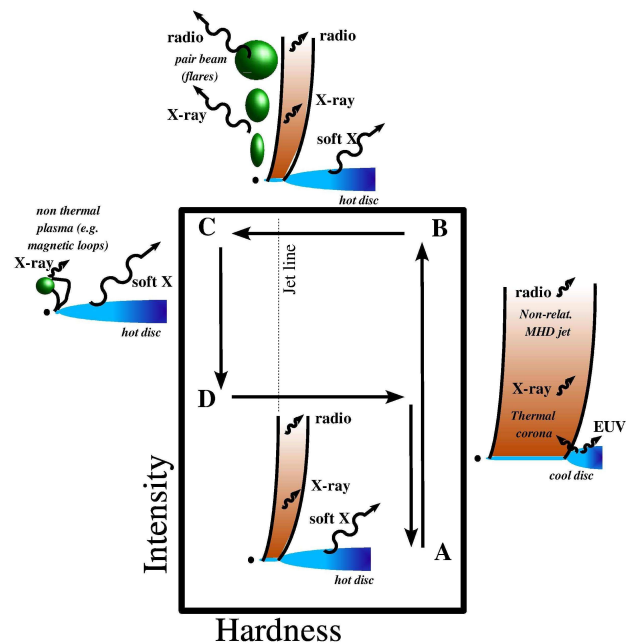 radio
pair beam
(flares)
X-ray
radio
X-ray
soft X
hot disc
non thermal
plasma (e.g.
magnetic loops)
X-ray
soft X
hot disc
C
B
Jet line
D
A
radio
X-ray
soft X
hot disc
radio
Non-relat.
MHD jet
X-ray
Thermal
corona
EUV
cool disc
Intensity
Hardness